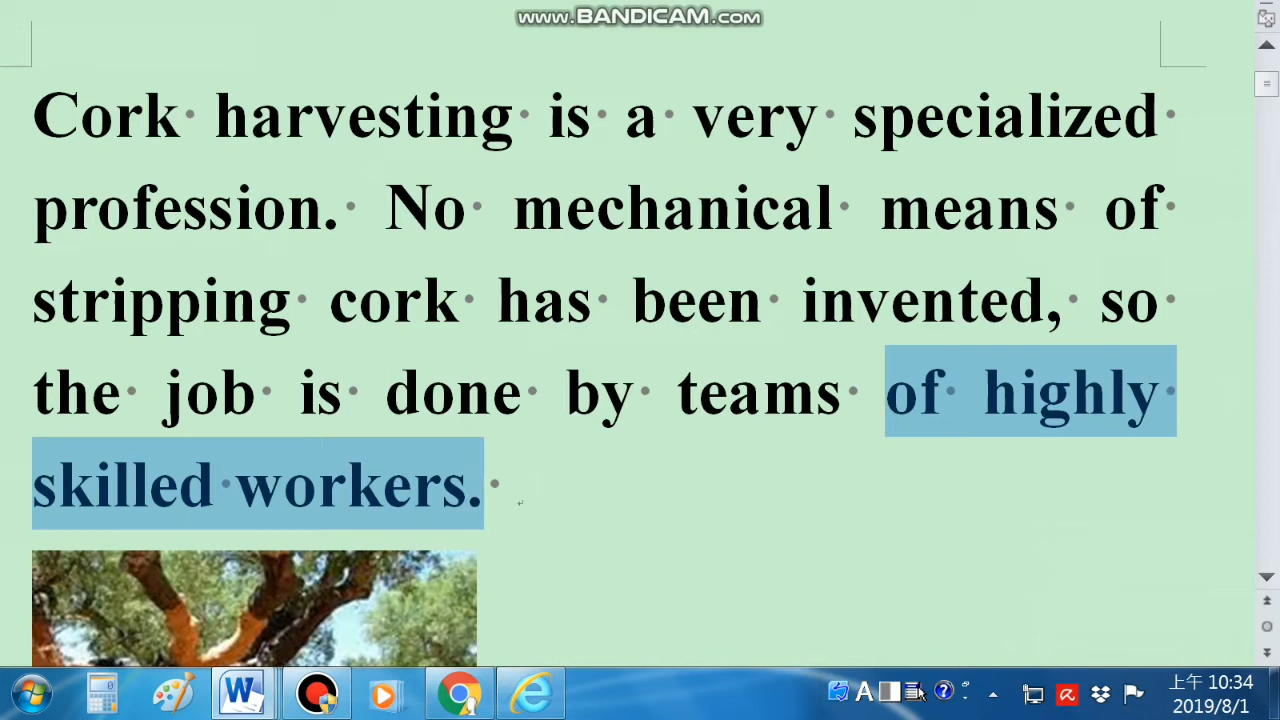 www.BANDICAM.com
Cork harvesting is a very specialized
profession. No mechanical means of
stripping cork has been invented, so
the job is done by teams of highly
skilled workers.
上午 10:34
2019/8/1